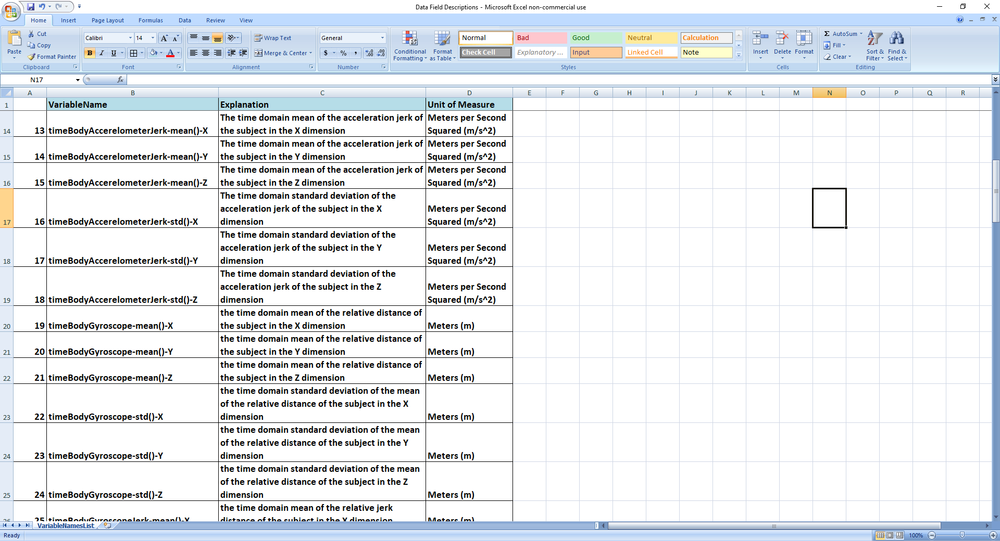 Data Field Descriptions - Microsoft Excel non-commercial use
Home Insert Page Layout Formulas Data Review View
Paste
Cut
Copy
Format Painter
Clipboard
Calibri 14
B I U
Font
Wrap Text
Merge & Center
Alignment
General
$ % ,
Number
Conditional Formatting
Format as Table
Normal Bad Good Neutral Calculation
Check Cell Explanatory ... Input Linked Cell Note
Styles
Insert Delete Format
Cells
Σ AutoSum
Fill
Clear
Sort & Filter
Find & Select
Editing
N17 fx
A B C D E F G H I J K L M N O P Q R
1 VariableName Explanation Unit of Measure
14 13 timeBodyAccerelometerJerk-mean()-X The time domain mean of the acceleration jerk of the subject in the X dimension Meters per Second Squared (m/s^2)
15 14 timeBodyAccerelometerJerk-mean()-Y The time domain mean of the acceleration jerk of the subject in the Y dimension Meters per Second Squared (m/s^2)
16 15 timeBodyAccerelometerJerk-mean()-Z The time domain mean of the acceleration jerk of the subject in the Z dimension Meters per Second Squared (m/s^2)
17 16 timeBodyAccerelometerJerk-std()-X The time domain standard deviation of the acceleration jerk of the subject in the X dimension Meters per Second Squared (m/s^2)
18 17 timeBodyAccerelometerJerk-std()-Y The time domain standard deviation of the acceleration jerk of the subject in the Y dimension Meters per Second Squared (m/s^2)
19 18 timeBodyAccerelometerJerk-std()-Z The time domain standard deviation of the acceleration jerk of the subject in the Z dimension Meters per Second Squared (m/s^2)
20 19 timeBodyGyroscope-mean()-X the time domain mean of the relative distance of the subject in the X dimension Meters (m)
21 20 timeBodyGyroscope-mean()-Y the time domain mean of the relative distance of the subject in the Y dimension Meters (m)
22 21 timeBodyGyroscope-mean()-Z the time domain mean of the relative distance of the subject in the Z dimension Meters (m)
23 22 timeBodyGyroscope-std()-X the time domain standard deviation of the mean of the relative distance of the subject in the X dimension Meters (m)
24 23 timeBodyGyroscope-std()-Y the time domain standard deviation of the mean of the relative distance of the subject in the Y dimension Meters (m)
25 24 timeBodyGyroscope-std()-Z the time domain standard deviation of the mean of the relative distance of the subject in the Z dimension Meters (m)
26 25 timeBodyGyroscopeJerk-mean()-X the time domain mean of the relative jerk distance of the subject in the X dimension Meters (m)
VariableNamesList
Ready 100%